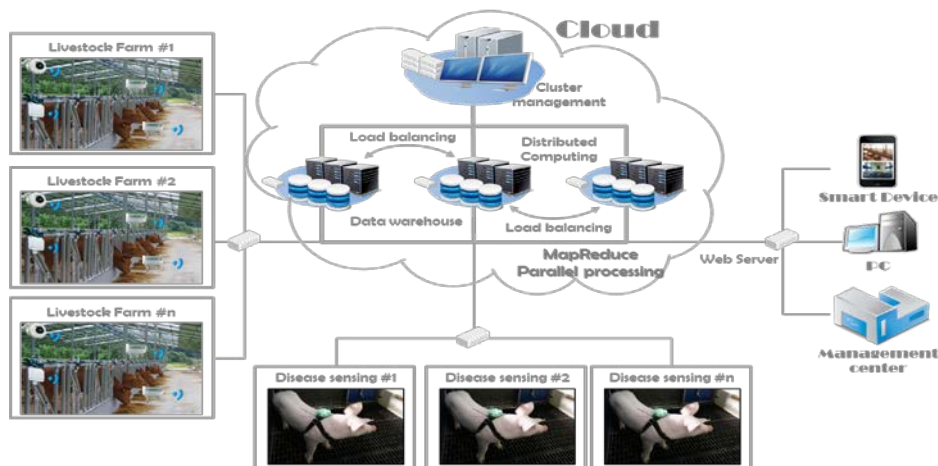 Cloud
Livestock Farm #1
Cluster
management
Load balancing
Distributed
Computing
Livestock Farm #2
Data warehouse
Load balancing
MapReduce
Parallel processing
Web Server
Smart Device
PC
Management
center
Livestock Farm #n
Disease sensing #1
Disease sensing #2
Disease sensing #n